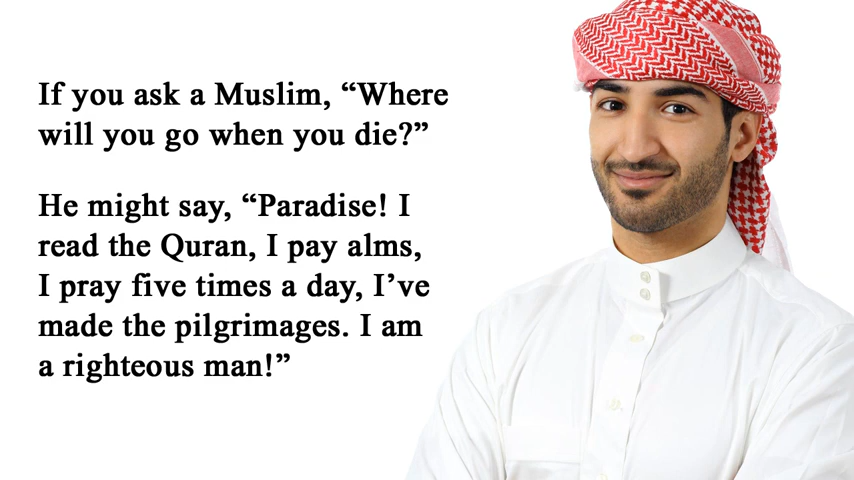 If you ask a Muslim, “Where
will you go when you die?”
He might say, “Paradise! I
read the Quran, I pay alms,
I pray five times a day, I’ve
made the pilgrimages. I am
a righteous man!”